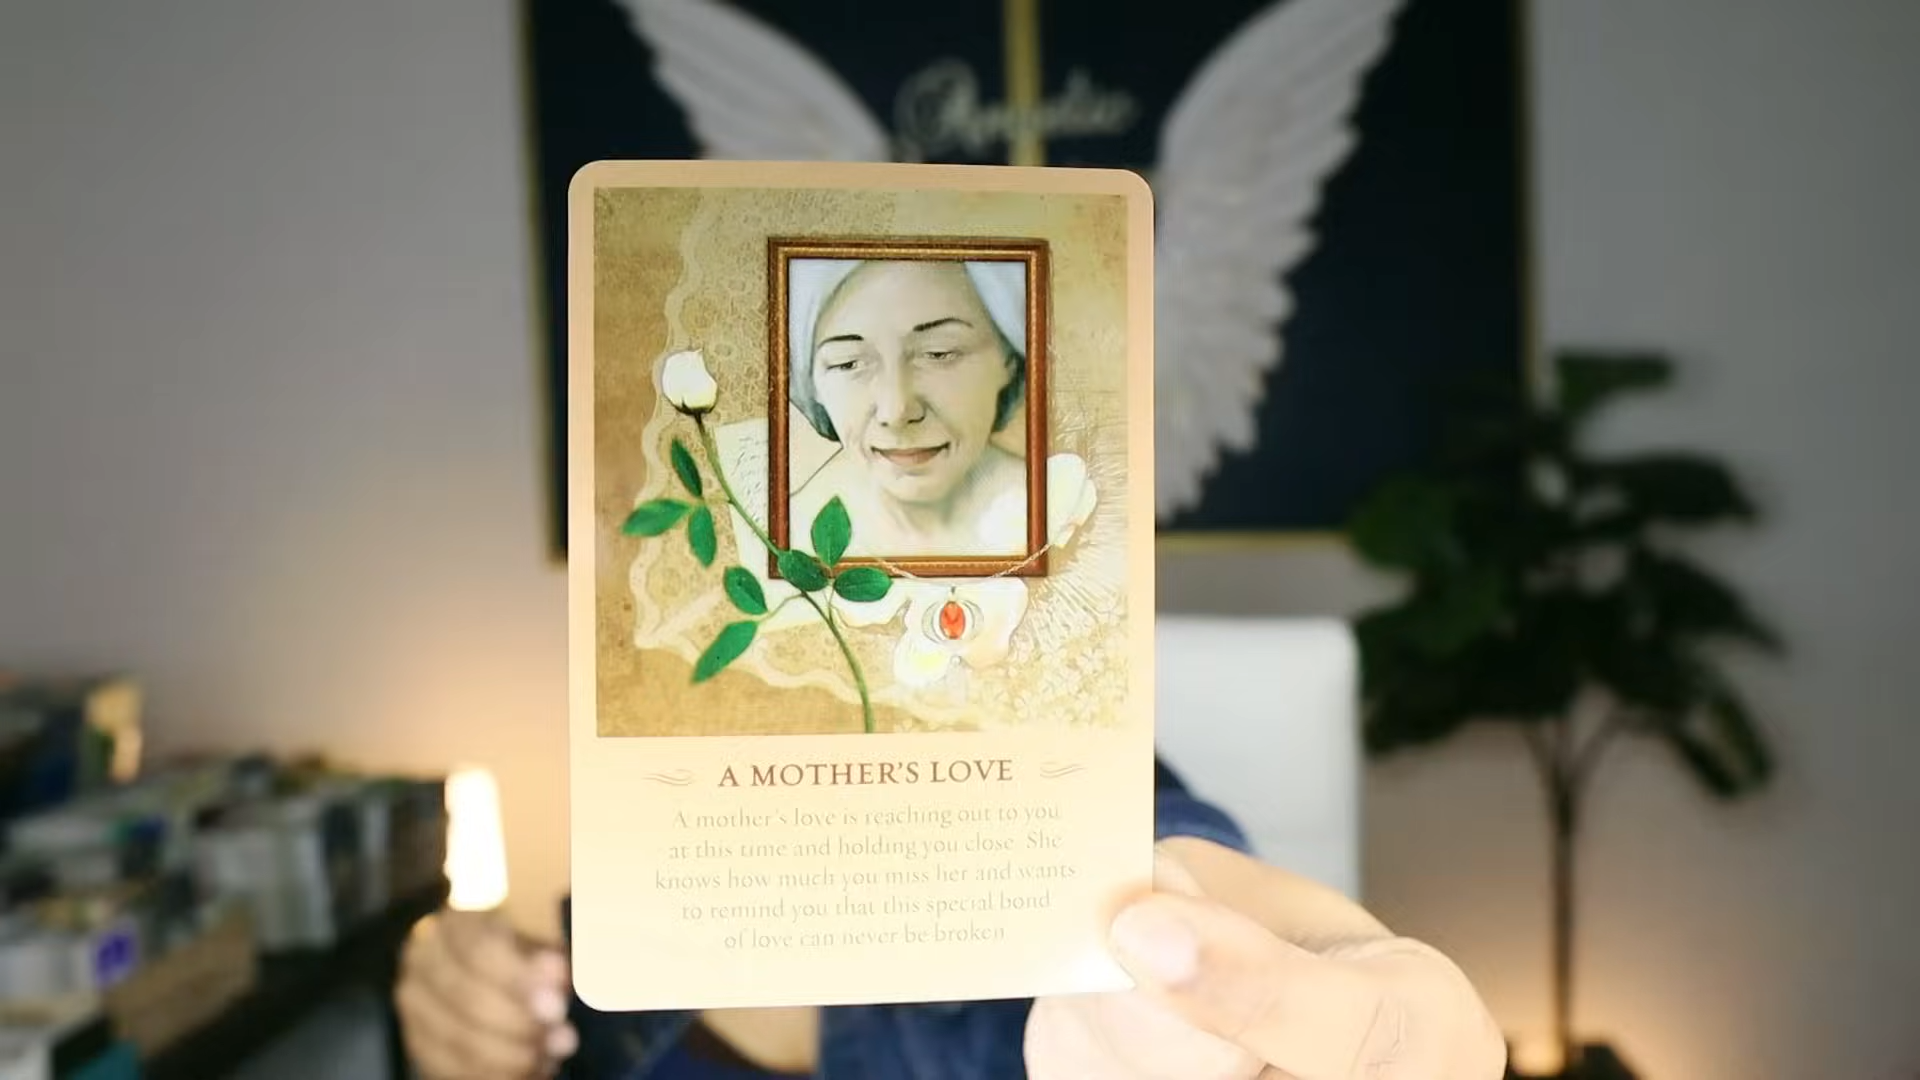 A MOTHER'S LOVE
A mother's love is reaching out to you
at this time and holding you close. She
knows how much you miss her and wants
to remind you that this special bond
of love can never be broken